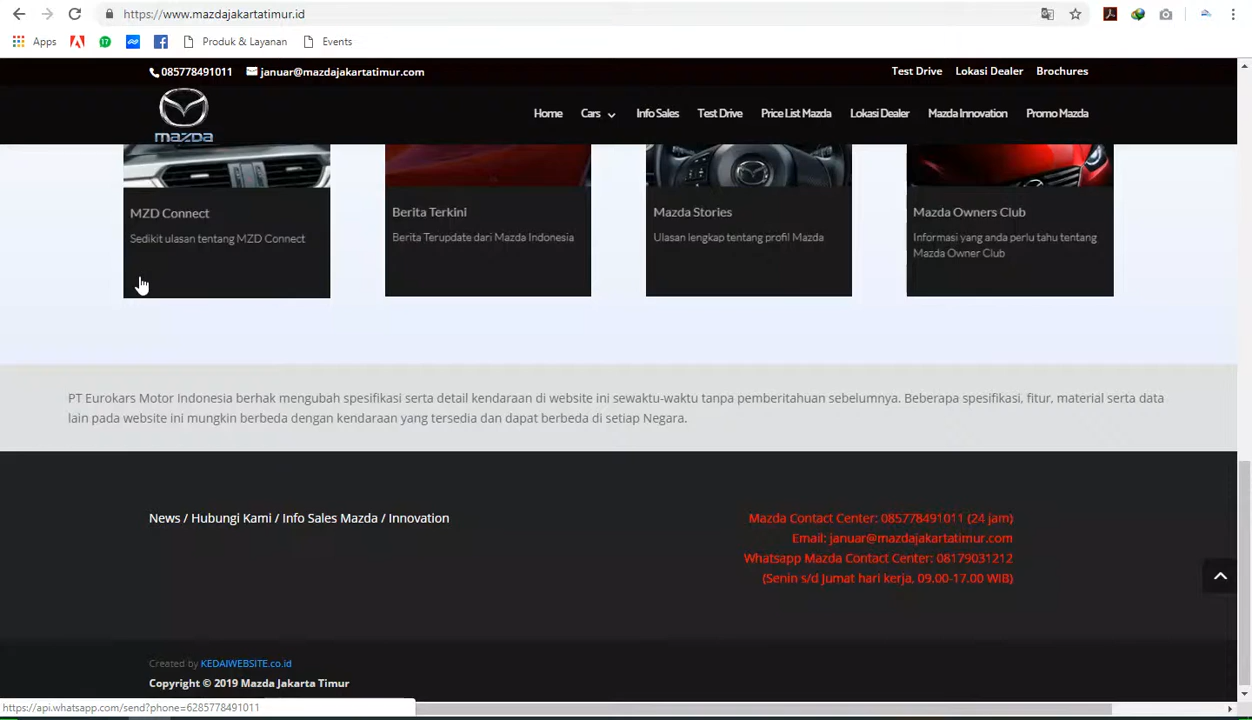 https://www.mazdajakartatimur.id
Apps
Produk & Layanan
Events
085778491011
januar@mazdajakartatimur.com
Test Drive
Lokasi Dealer
Brochures
mazda
Home
Cars
Info Sales
Test Drive
Price List Mazda
Lokasi Dealer
Mazda Innovation
Promo Mazda
MZD Connect
Sedikit ulasan tentang MZD Connect
Berita Terkini
Berita Terupdate dari Mazda Indonesia
Mazda Stories
Ulasan lengkap tentang profil Mazda
Mazda Owners Club
Informasi yang anda perlu tahu tentang
Mazda Owner Club
PT Eurokars Motor Indonesia berhak mengubah spesifikasi serta detail kendaraan di website ini sewaktu-waktu tanpa pemberitahuan sebelumnya. Beberapa spesifikasi, fitur, material serta data
lain pada website ini mungkin berbeda dengan kendaraan yang tersedia dan dapat berbeda di setiap Negara.
News / Hubungi Kami / Info Sales Mazda / Innovation
Mazda Contact Center: 085778491011 (24 jam)
Email: januar@mazdajakartatimur.com
Whatsapp Mazda Contact Center: 08179031212
(Senin s/d Jumat hari kerja, 09.00-17.00 WIB)
Created by KEDAIWEBSITE.co.id
Copyright © 2019 Mazda Jakarta Timur
https://api.whatsapp.com/send?phone=6285778491011